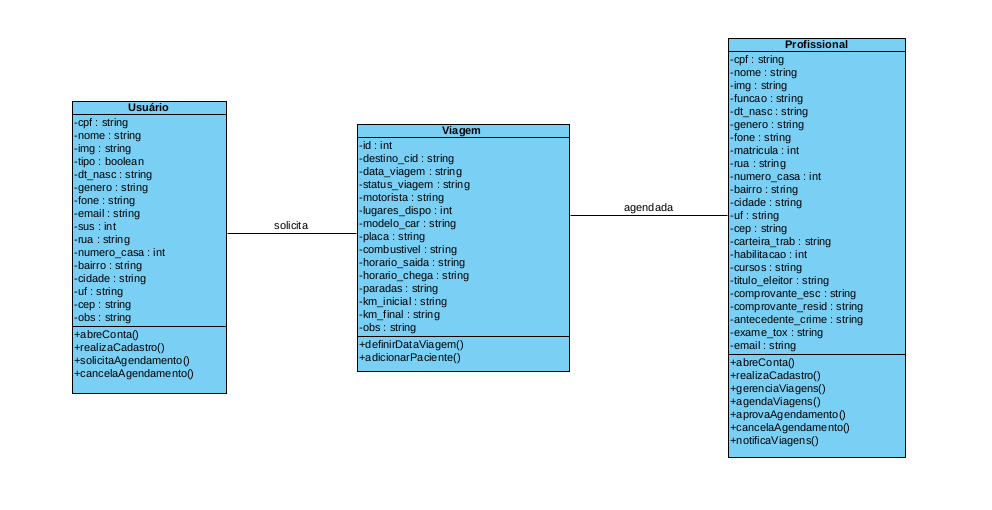 Usuário
-cpf : string
-nome : string
-img : string
-tipo : boolean
-dt_nasc : string
-genero : string
-fone : string
-email : string
-sus : int
-rua : string
-numero_casa : int
-bairro : string
-cidade : string
-uf : string
-cep : string
-obs : string
+abreConta()
+realizaCadastro()
+solicitaAgendamento()
+cancelaAgendamento()
solicita
Viagem
-id : int
-destino_cid : string
-data_viagem : string
-status_viagem : string
-motorista : string
-lugares_dispo : int
-modelo_car : string
-placa : string
-combustivel : string
-horario_saida : string
-horario_chega : string
-paradas : string
-km_inicial : string
-km_final : string
-obs : string
+definirDataViagem()
+adicionarPaciente()
agendada
Profissional
-cpf : string
-nome : string
-img : string
-funcao : string
-dt_nasc : string
-genero : string
-fone : string
-matricula : int
-rua : string
-numero_casa : int
-bairro : string
-cidade : string
-uf : string
-cep : string
-carteira_trab : string
-habilitacao : int
-cursos : string
-titulo_eleitor : string
-comprovante_esc : string
-comprovante_resid : string
-antecedente_crime : string
-exame_tox : string
-email : string
+abreConta()
+realizaCadastro()
+gerenciaViagens()
+agendaViagens()
+aprovaAgendamento()
+cancelaAgendamento()
+notificaViagens()